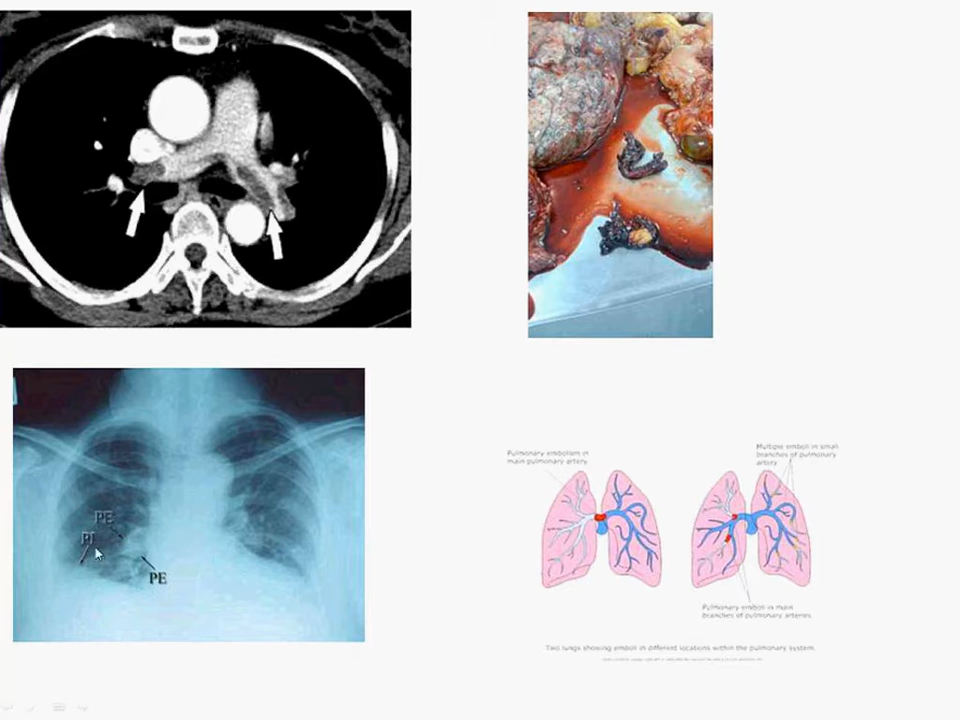 PE
PI
PE
Pulmonary embolism in
main pulmonary artery
Multiple emboli in small
branches of pulmonary
artery
Pulmonary emboli in main
branches of pulmonary arteries
Two lungs showing emboli in different locations within the pulmonary system.